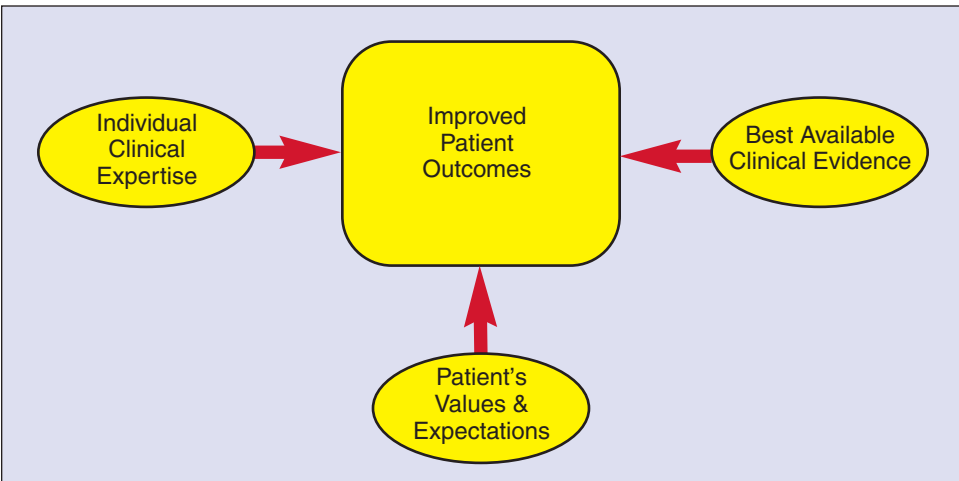 Individual
Clinical
Expertise
Improved
Patient
Outcomes
Best Available
Clinical Evidence
Patient's
Values &
Expectations